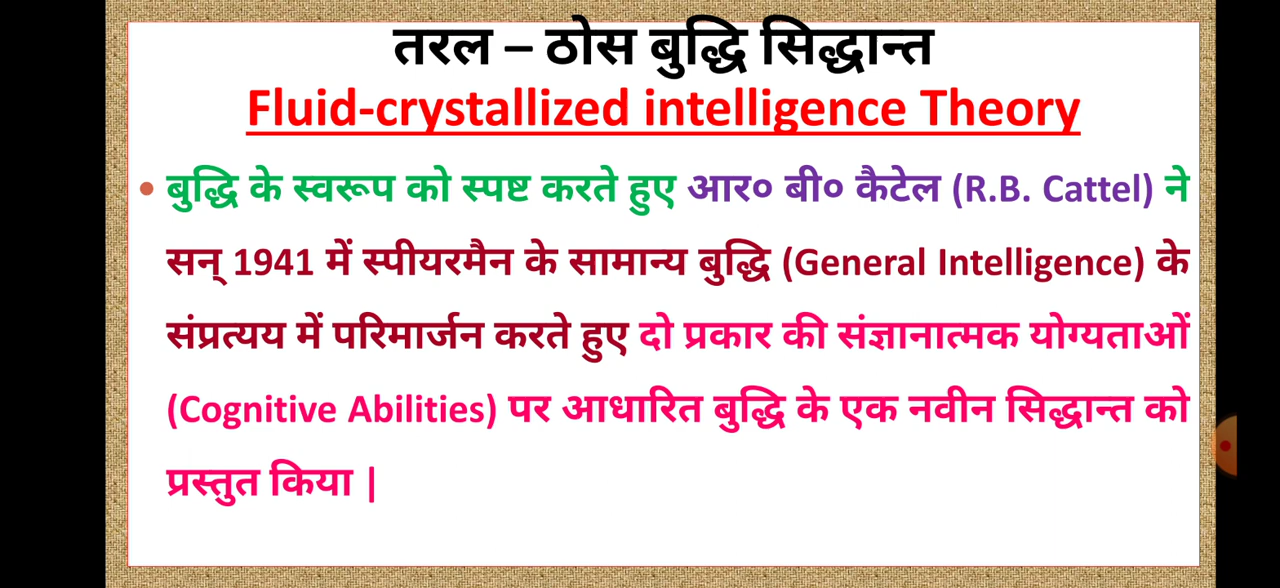 तरल – ठोस बुद्धि सिद्धान्त
Fluid-crystallized intelligence Theory
• बुद्धि के स्वरूप को स्पष्ट करते हुए आर० बी० कैटेल (R.B. Cattel) ने
सन् 1941 में स्पीयरमैन के सामान्य बुद्धि (General Intelligence) के
संप्रत्यय में परिमार्जन करते हुए दो प्रकार की संज्ञानात्मक योग्यताओं
(Cognitive Abilities) पर आधारित बुद्धि के एक नवीन सिद्धान्त को
प्रस्तुत किया |